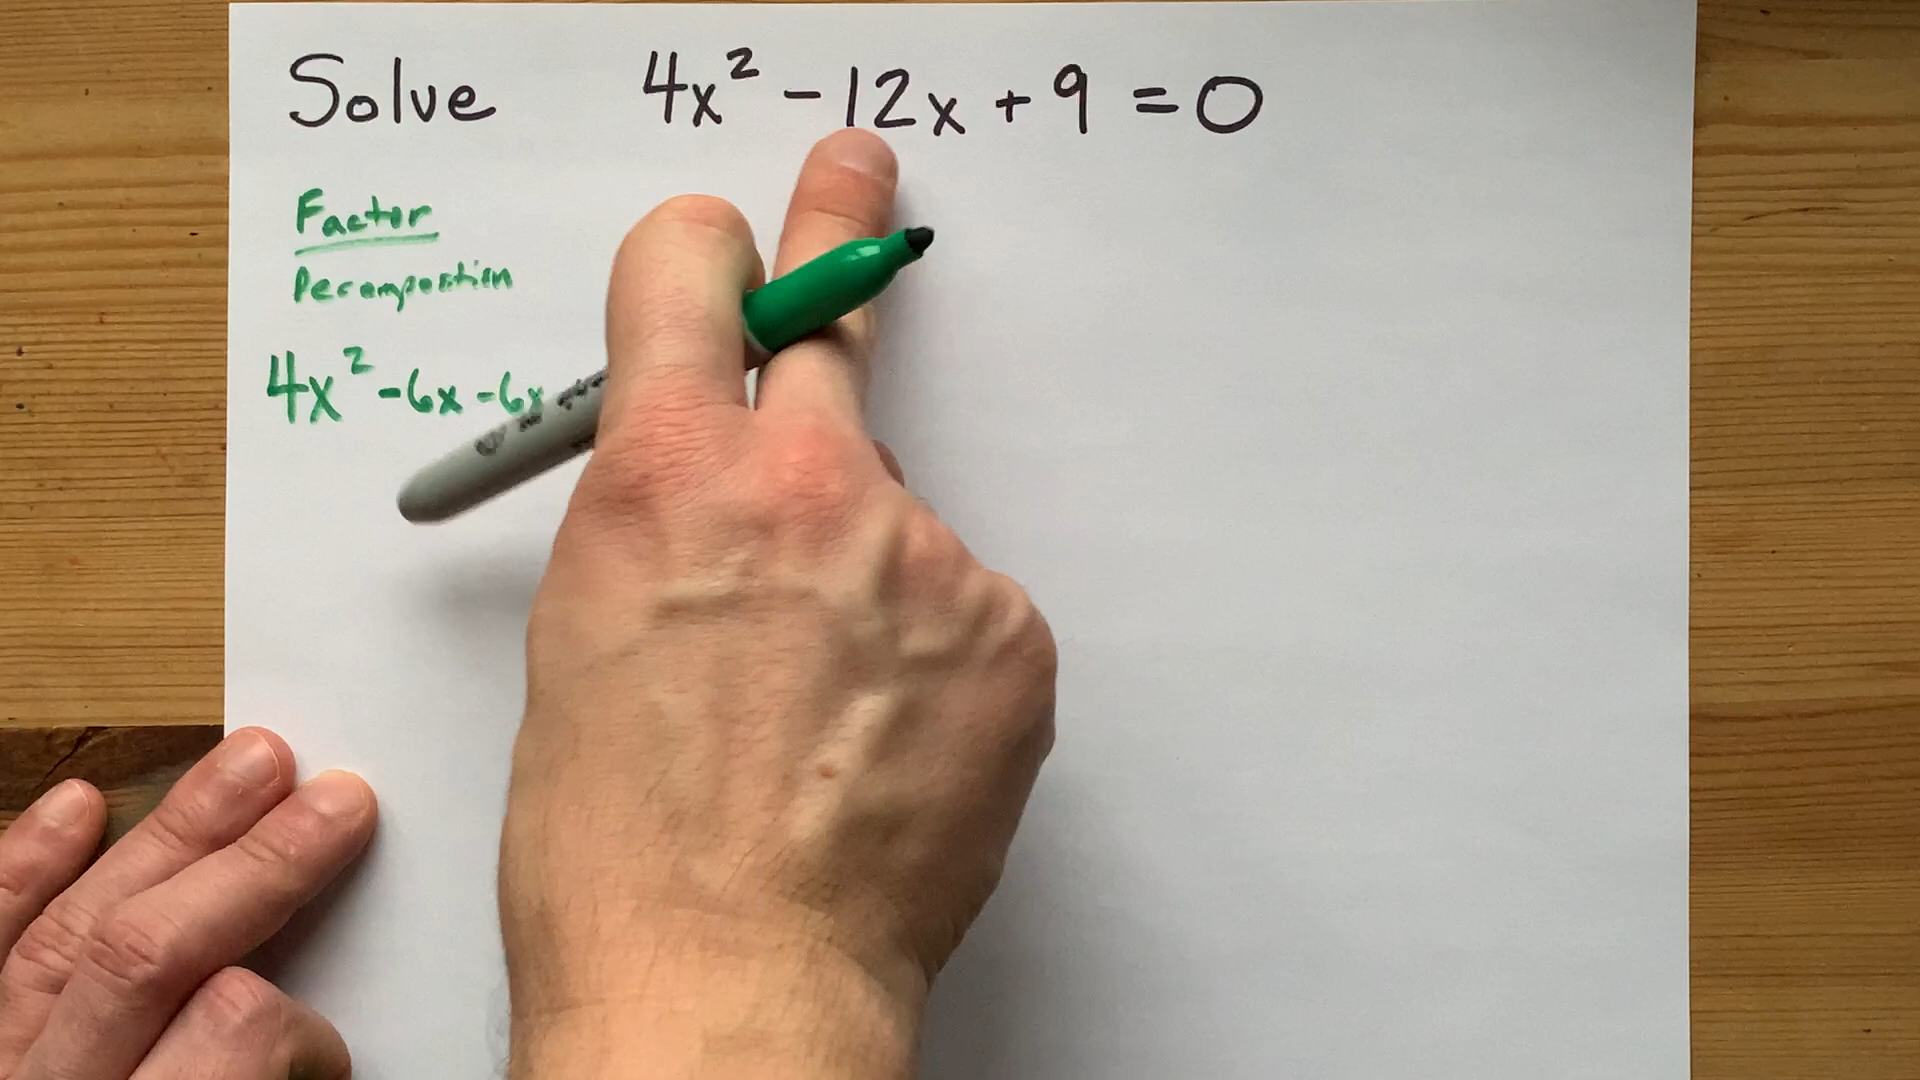 Solve 4x² - 12x + 9 = 0
Factor
Decomposition
4x² - 6x - 6x